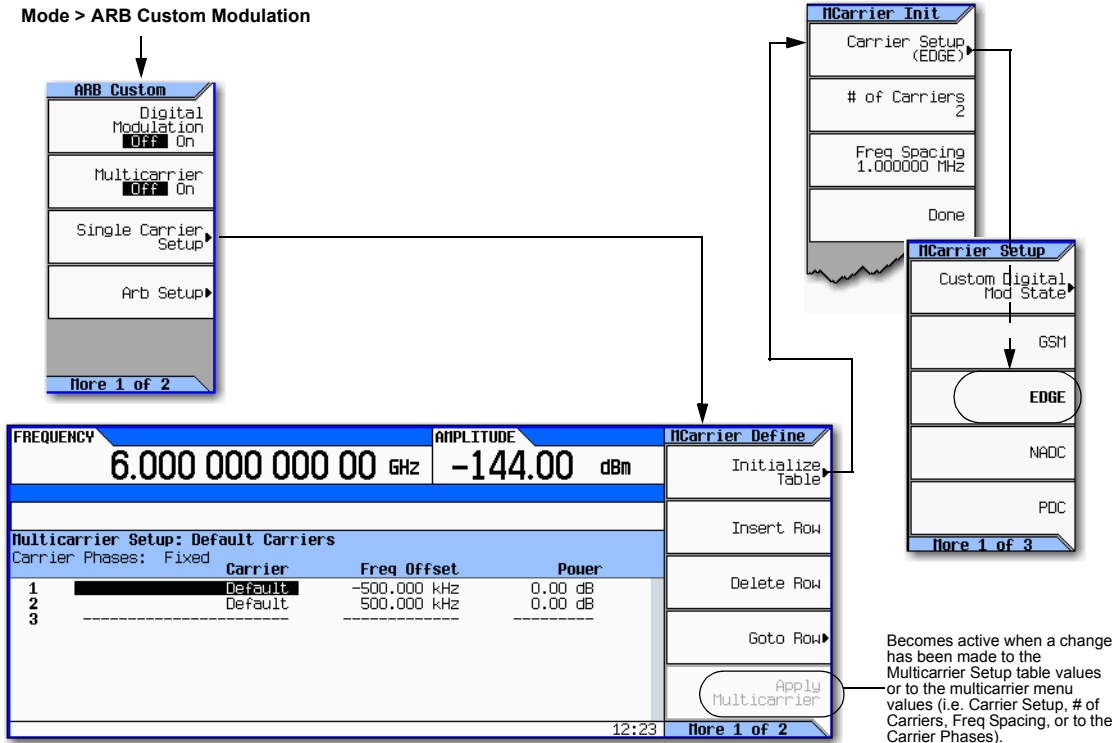 Mode > ARB Custom Modulation
ARB Custom
Digital
Modulation
Off On
Multicarrier
Off On
Single Carrier
Setup
Arb Setup
More 1 of 2
MCarrier Init
Carrier Setup
(EDGE)
# of Carriers
2
Freq Spacing
1.000000 MHz
Done
MCarrier Setup
Custom Digital
Mod State
GSM
EDGE
NADC
PDC
More 1 of 3
FREQUENCY AMPLITUDE
6.000 000 000 00 GHz -144.00 dBm
Multicarrier Setup: Default Carriers
Carrier Phases: Fixed
Carrier Freq Offset Power
1 Default -500.000 kHz 0.00 dB
2 Default 500.000 kHz 0.00 dB
3 ----------------------- ------------- ---------
12:23
MCarrier Define
Initialize
Table
Insert Row
Delete Row
Goto Row
Apply
Multicarrier
More 1 of 2
Becomes active when a change
has been made to the
Multicarrier Setup table values
or to the multicarrier menu
values (i.e. Carrier Setup, # of
Carriers, Freq Spacing, or to the
Carrier Phases).